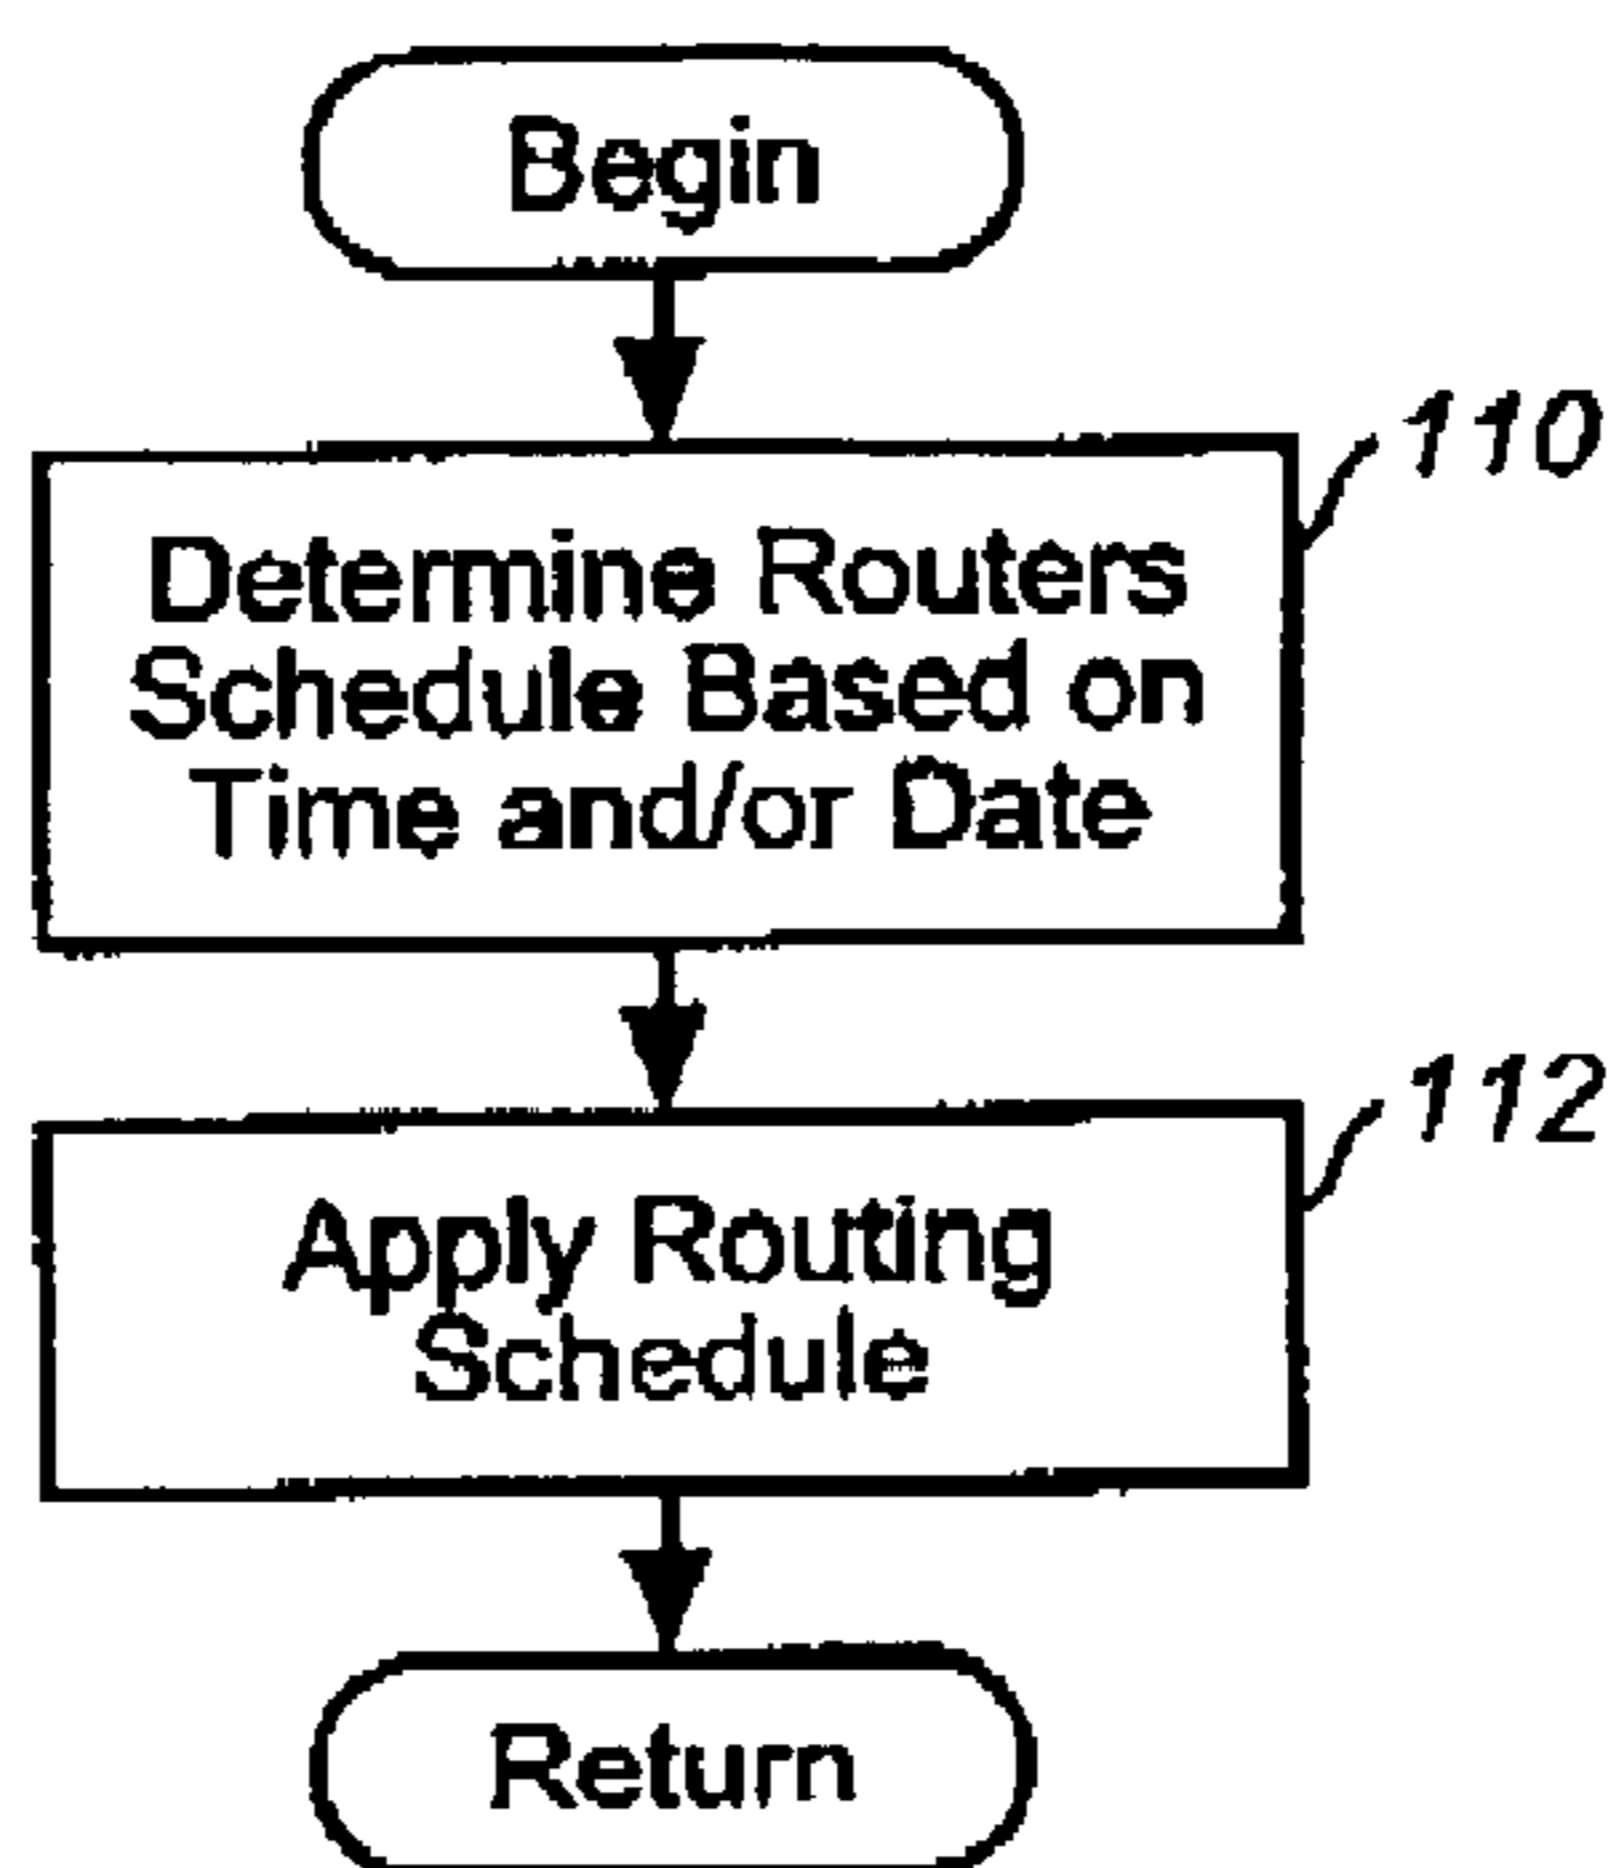 Begin
110
Determine Routers
Schedule Based on
Time and/or Date
112
Apply Routing
Schedule
Return